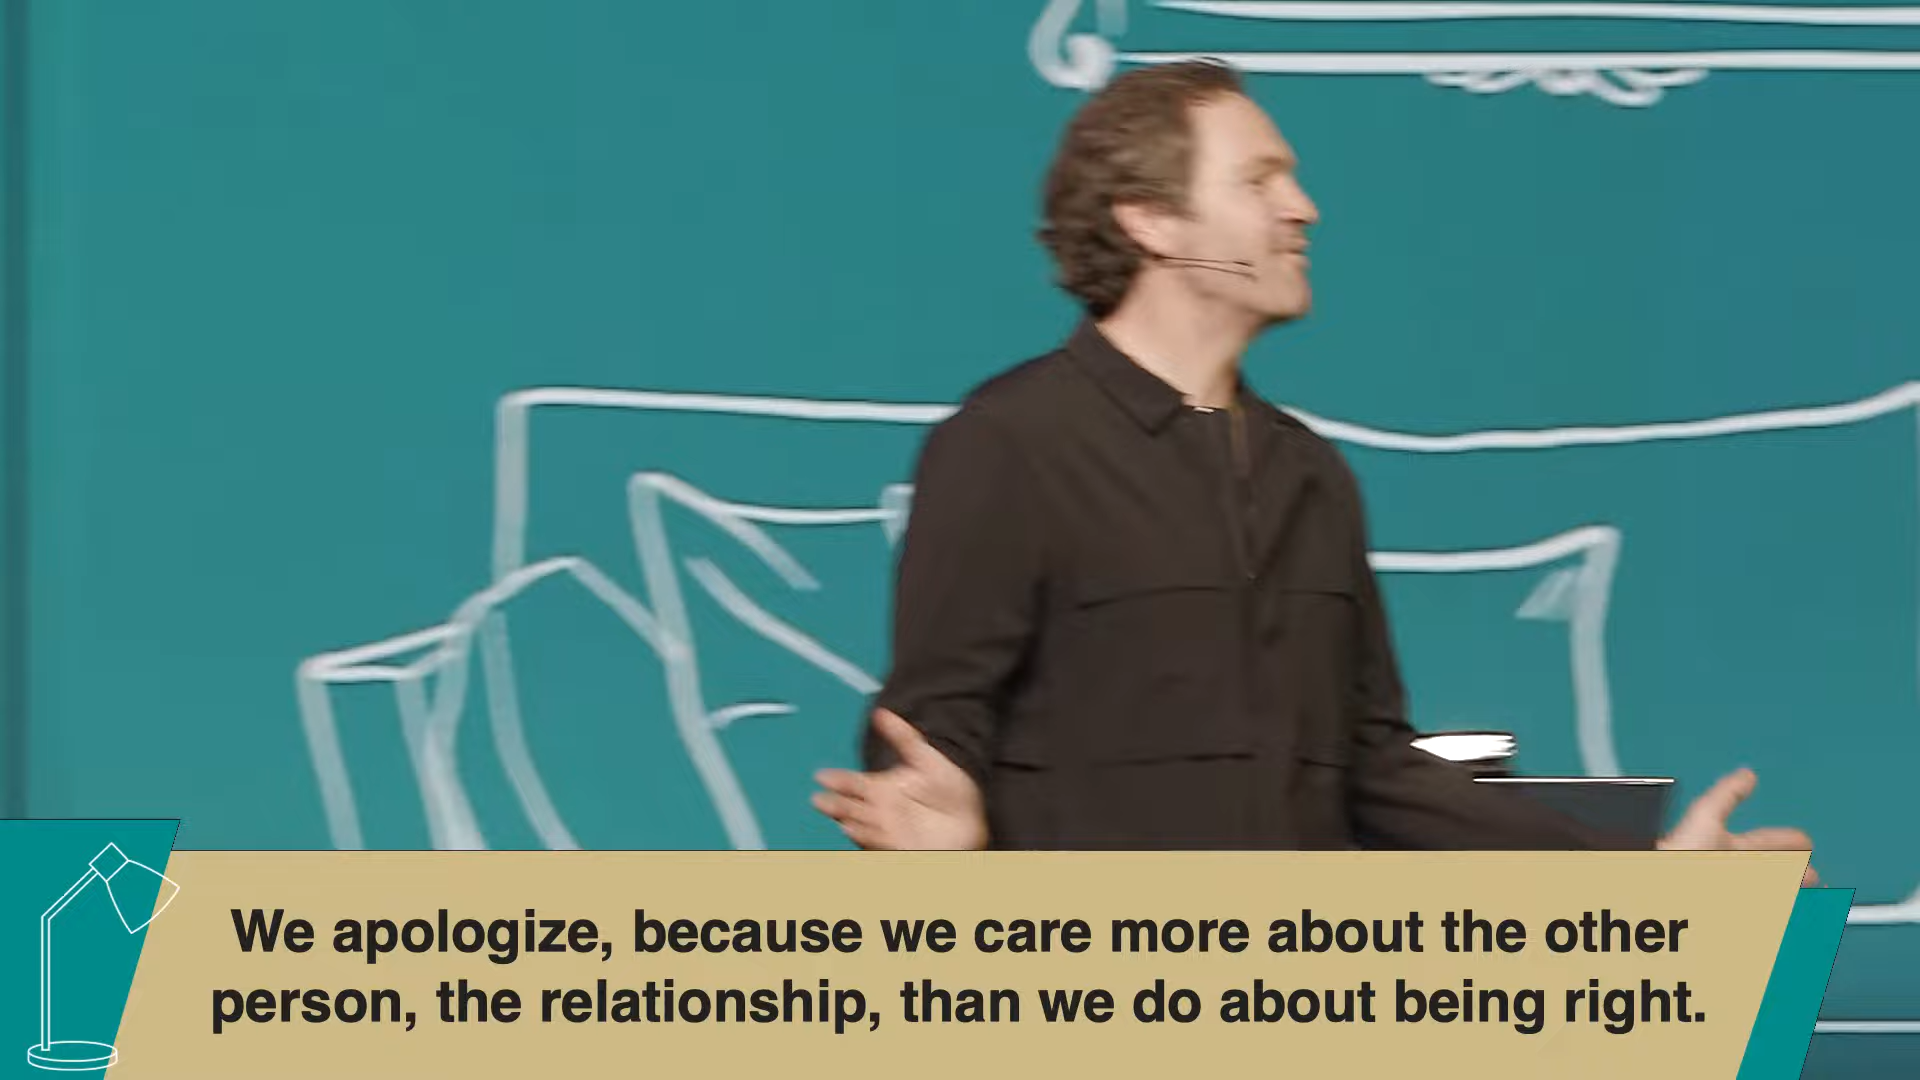 We apologize, because we care more about the other
person, the relationship, than we do about being right.